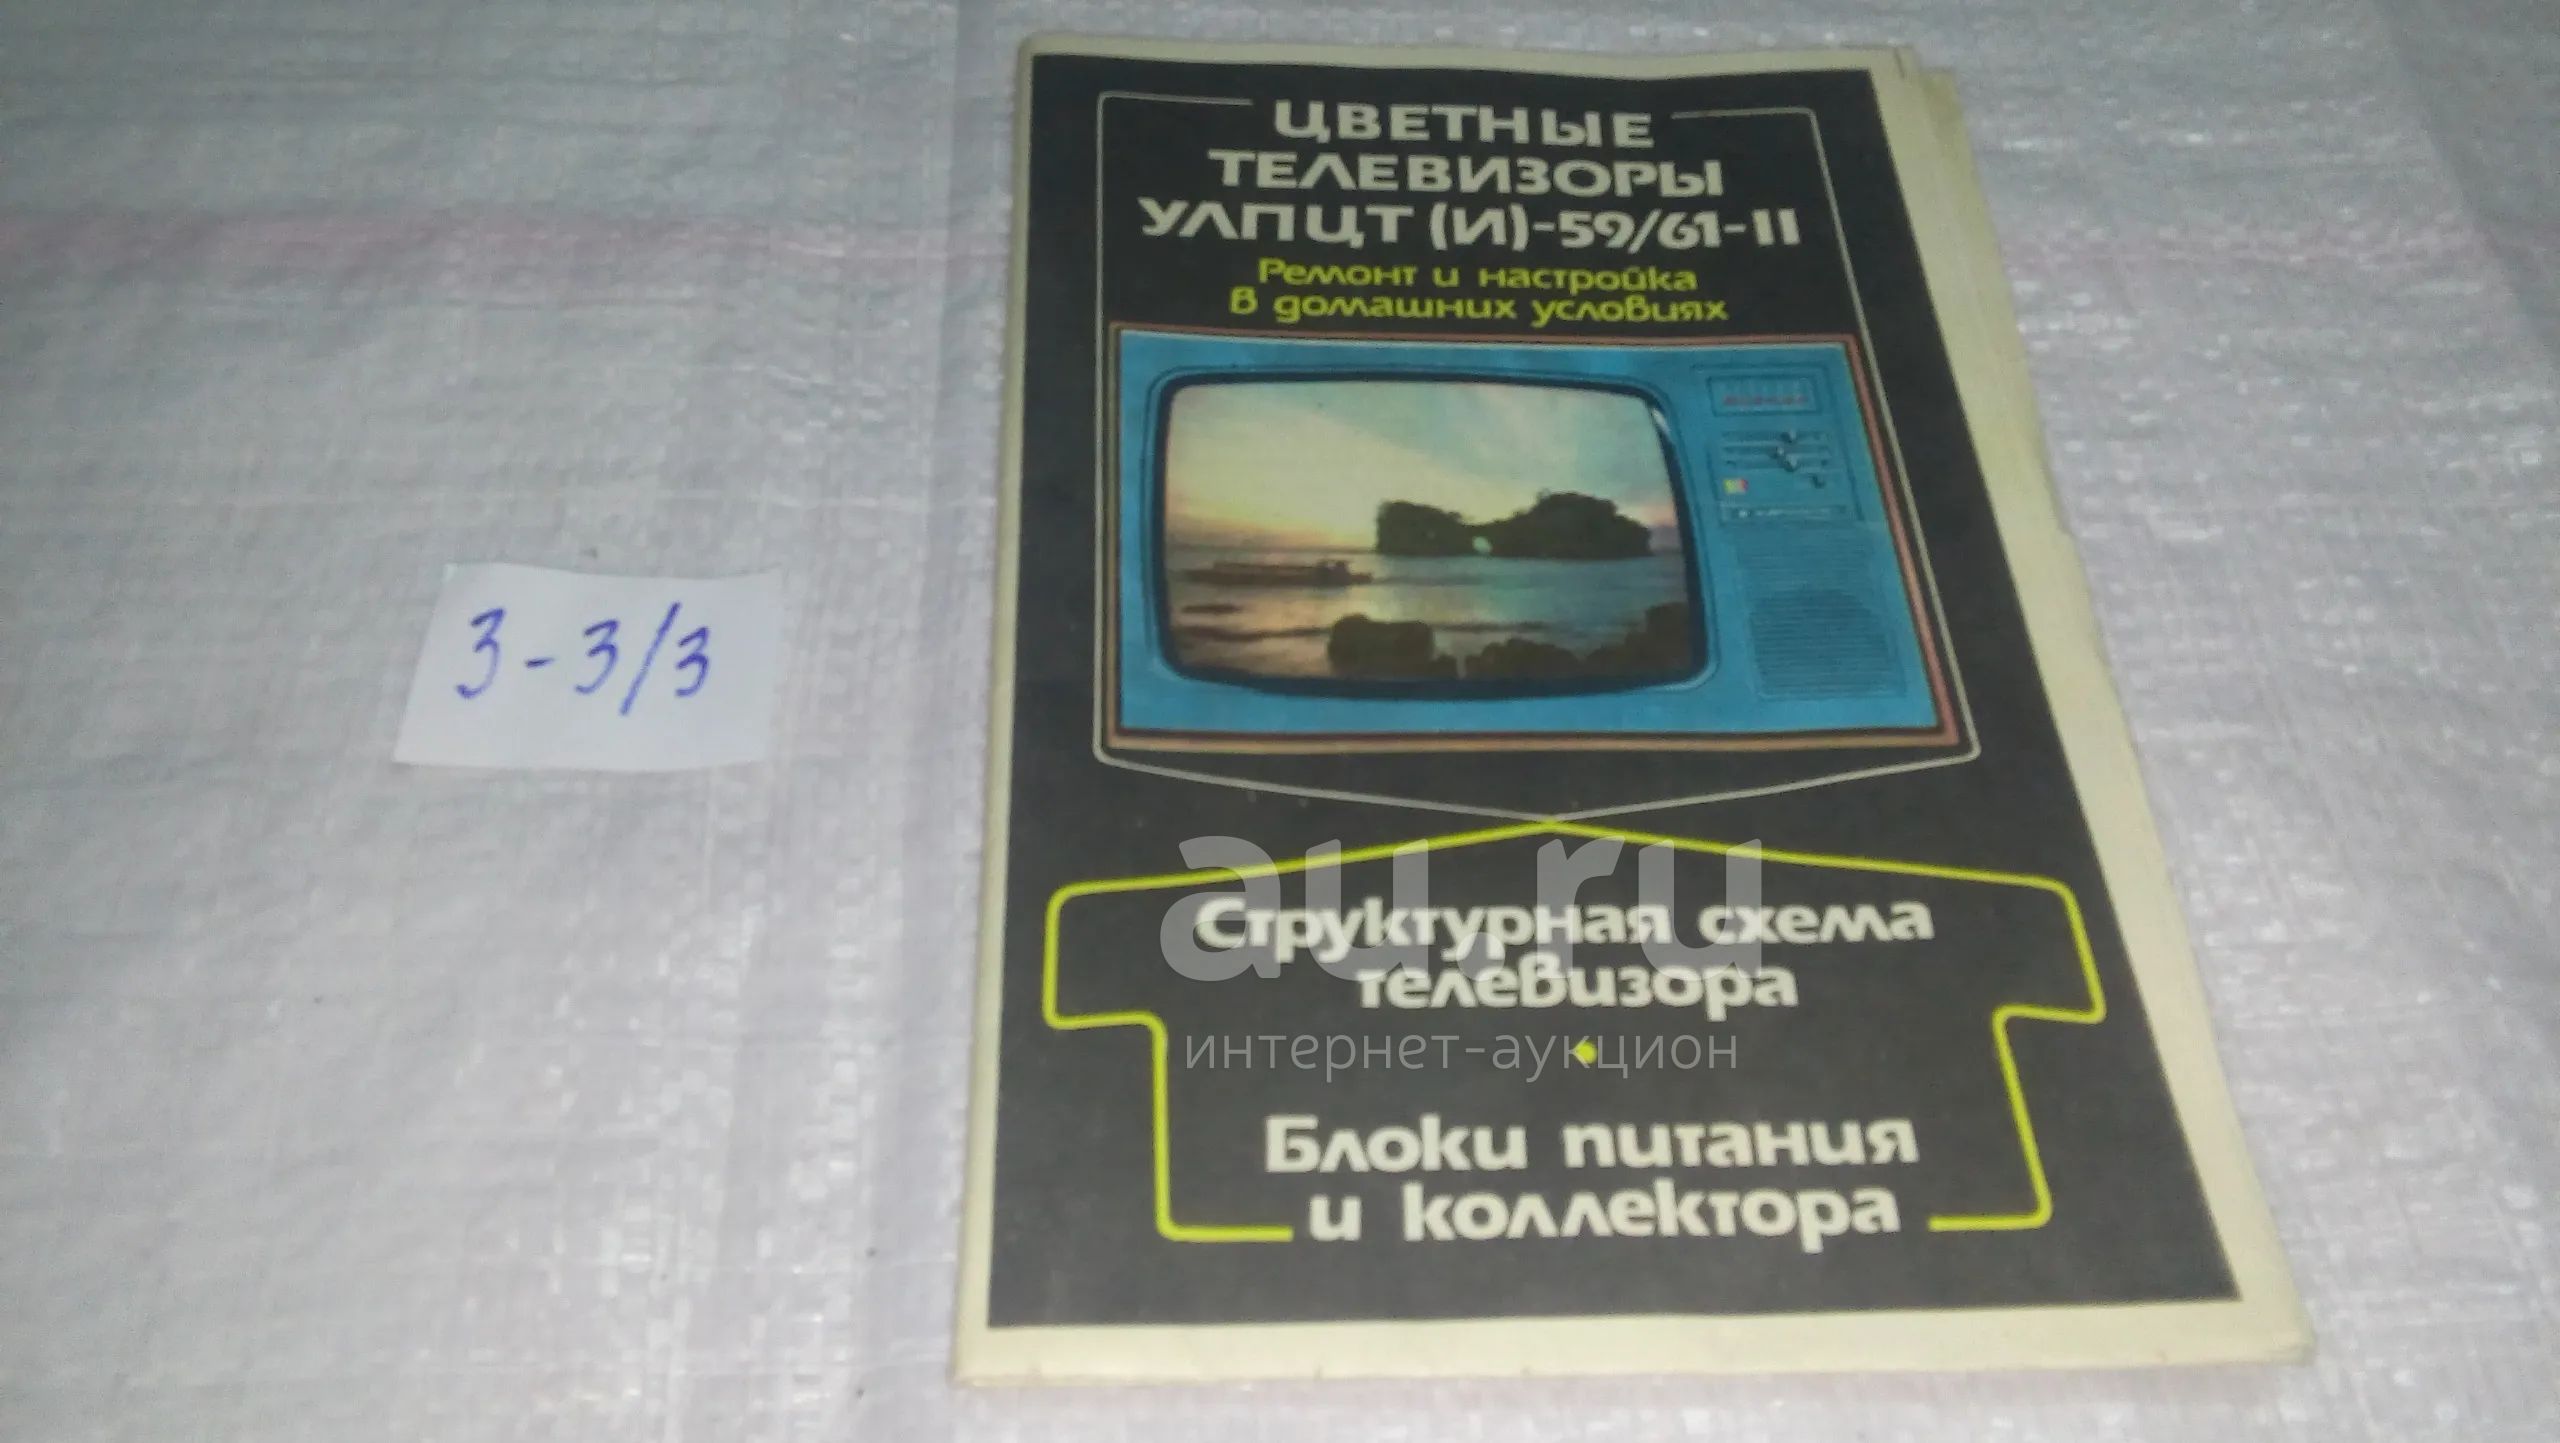 ЦВЕТНЫЕ
ТЕЛЕВИЗОРЫ
УЛПЦТ (И)-59/61-II
Ремонт и настройка
в домашних условиях
3-3/3
au.ru
Структурная схема
телевизора
интернет-аукцион
Блоки питания
и коллектора